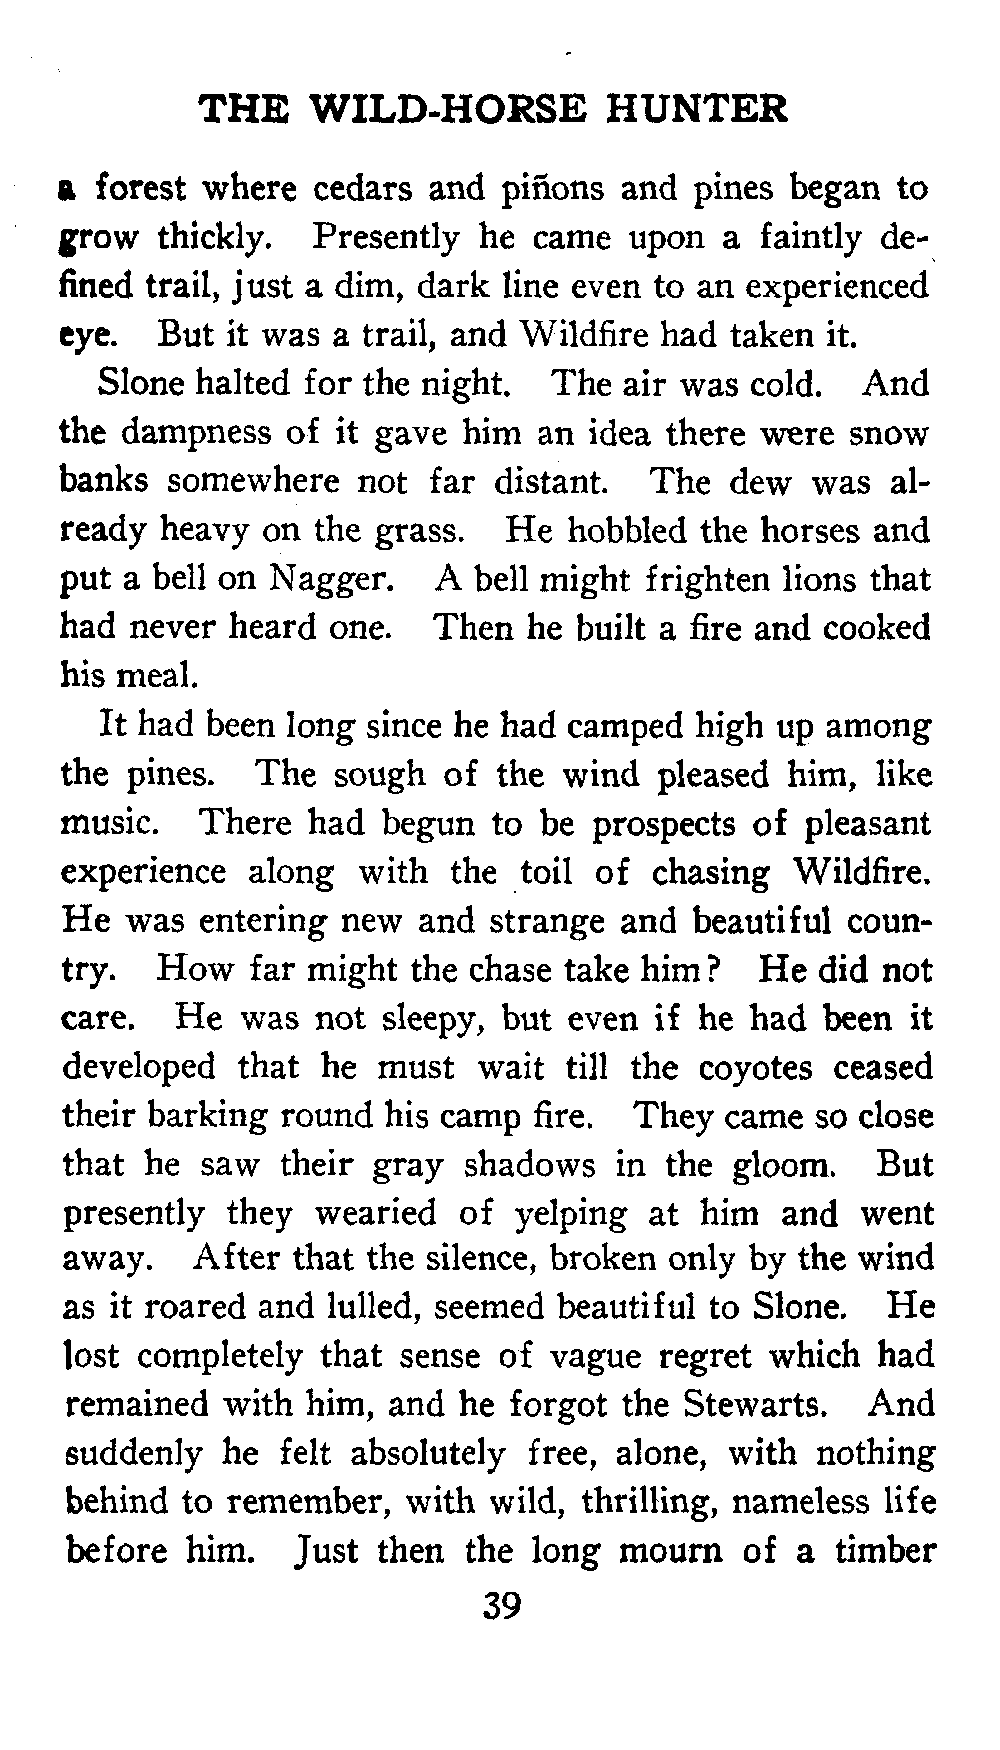 THE WILD-HORSE HUNTER
a forest where cedars and piñons and pines began to
grow thickly. Presently he came upon a faintly de-
fined trail, just a dim, dark line even to an experienced
eye. But it was a trail, and Wildfire had taken it.
Slone halted for the night. The air was cold. And
the dampness of it gave him an idea there were snow
banks somewhere not far distant. The dew was al-
ready heavy on the grass. He hobbled the horses and
put a bell on Nagger. A bell might frighten lions that
had never heard one. Then he built a fire and cooked
his meal.
It had been long since he had camped high up among
the pines. The sough of the wind pleased him, like
music. There had begun to be prospects of pleasant
experience along with the toil of chasing Wildfire.
He was entering new and strange and beautiful coun-
try. How far might the chase take him? He did not
care. He was not sleepy, but even if he had been it
developed that he must wait till the coyotes ceased
their barking round his camp fire. They came so close
that he saw their gray shadows in the gloom. But
presently they wearied of yelping at him and went
away. After that the silence, broken only by the wind
as it roared and lulled, seemed beautiful to Slone. He
lost completely that sense of vague regret which had
remained with him, and he forgot the Stewarts. And
suddenly he felt absolutely free, alone, with nothing
behind to remember, with wild, thrilling, nameless life
before him. Just then the long mourn of a timber
39